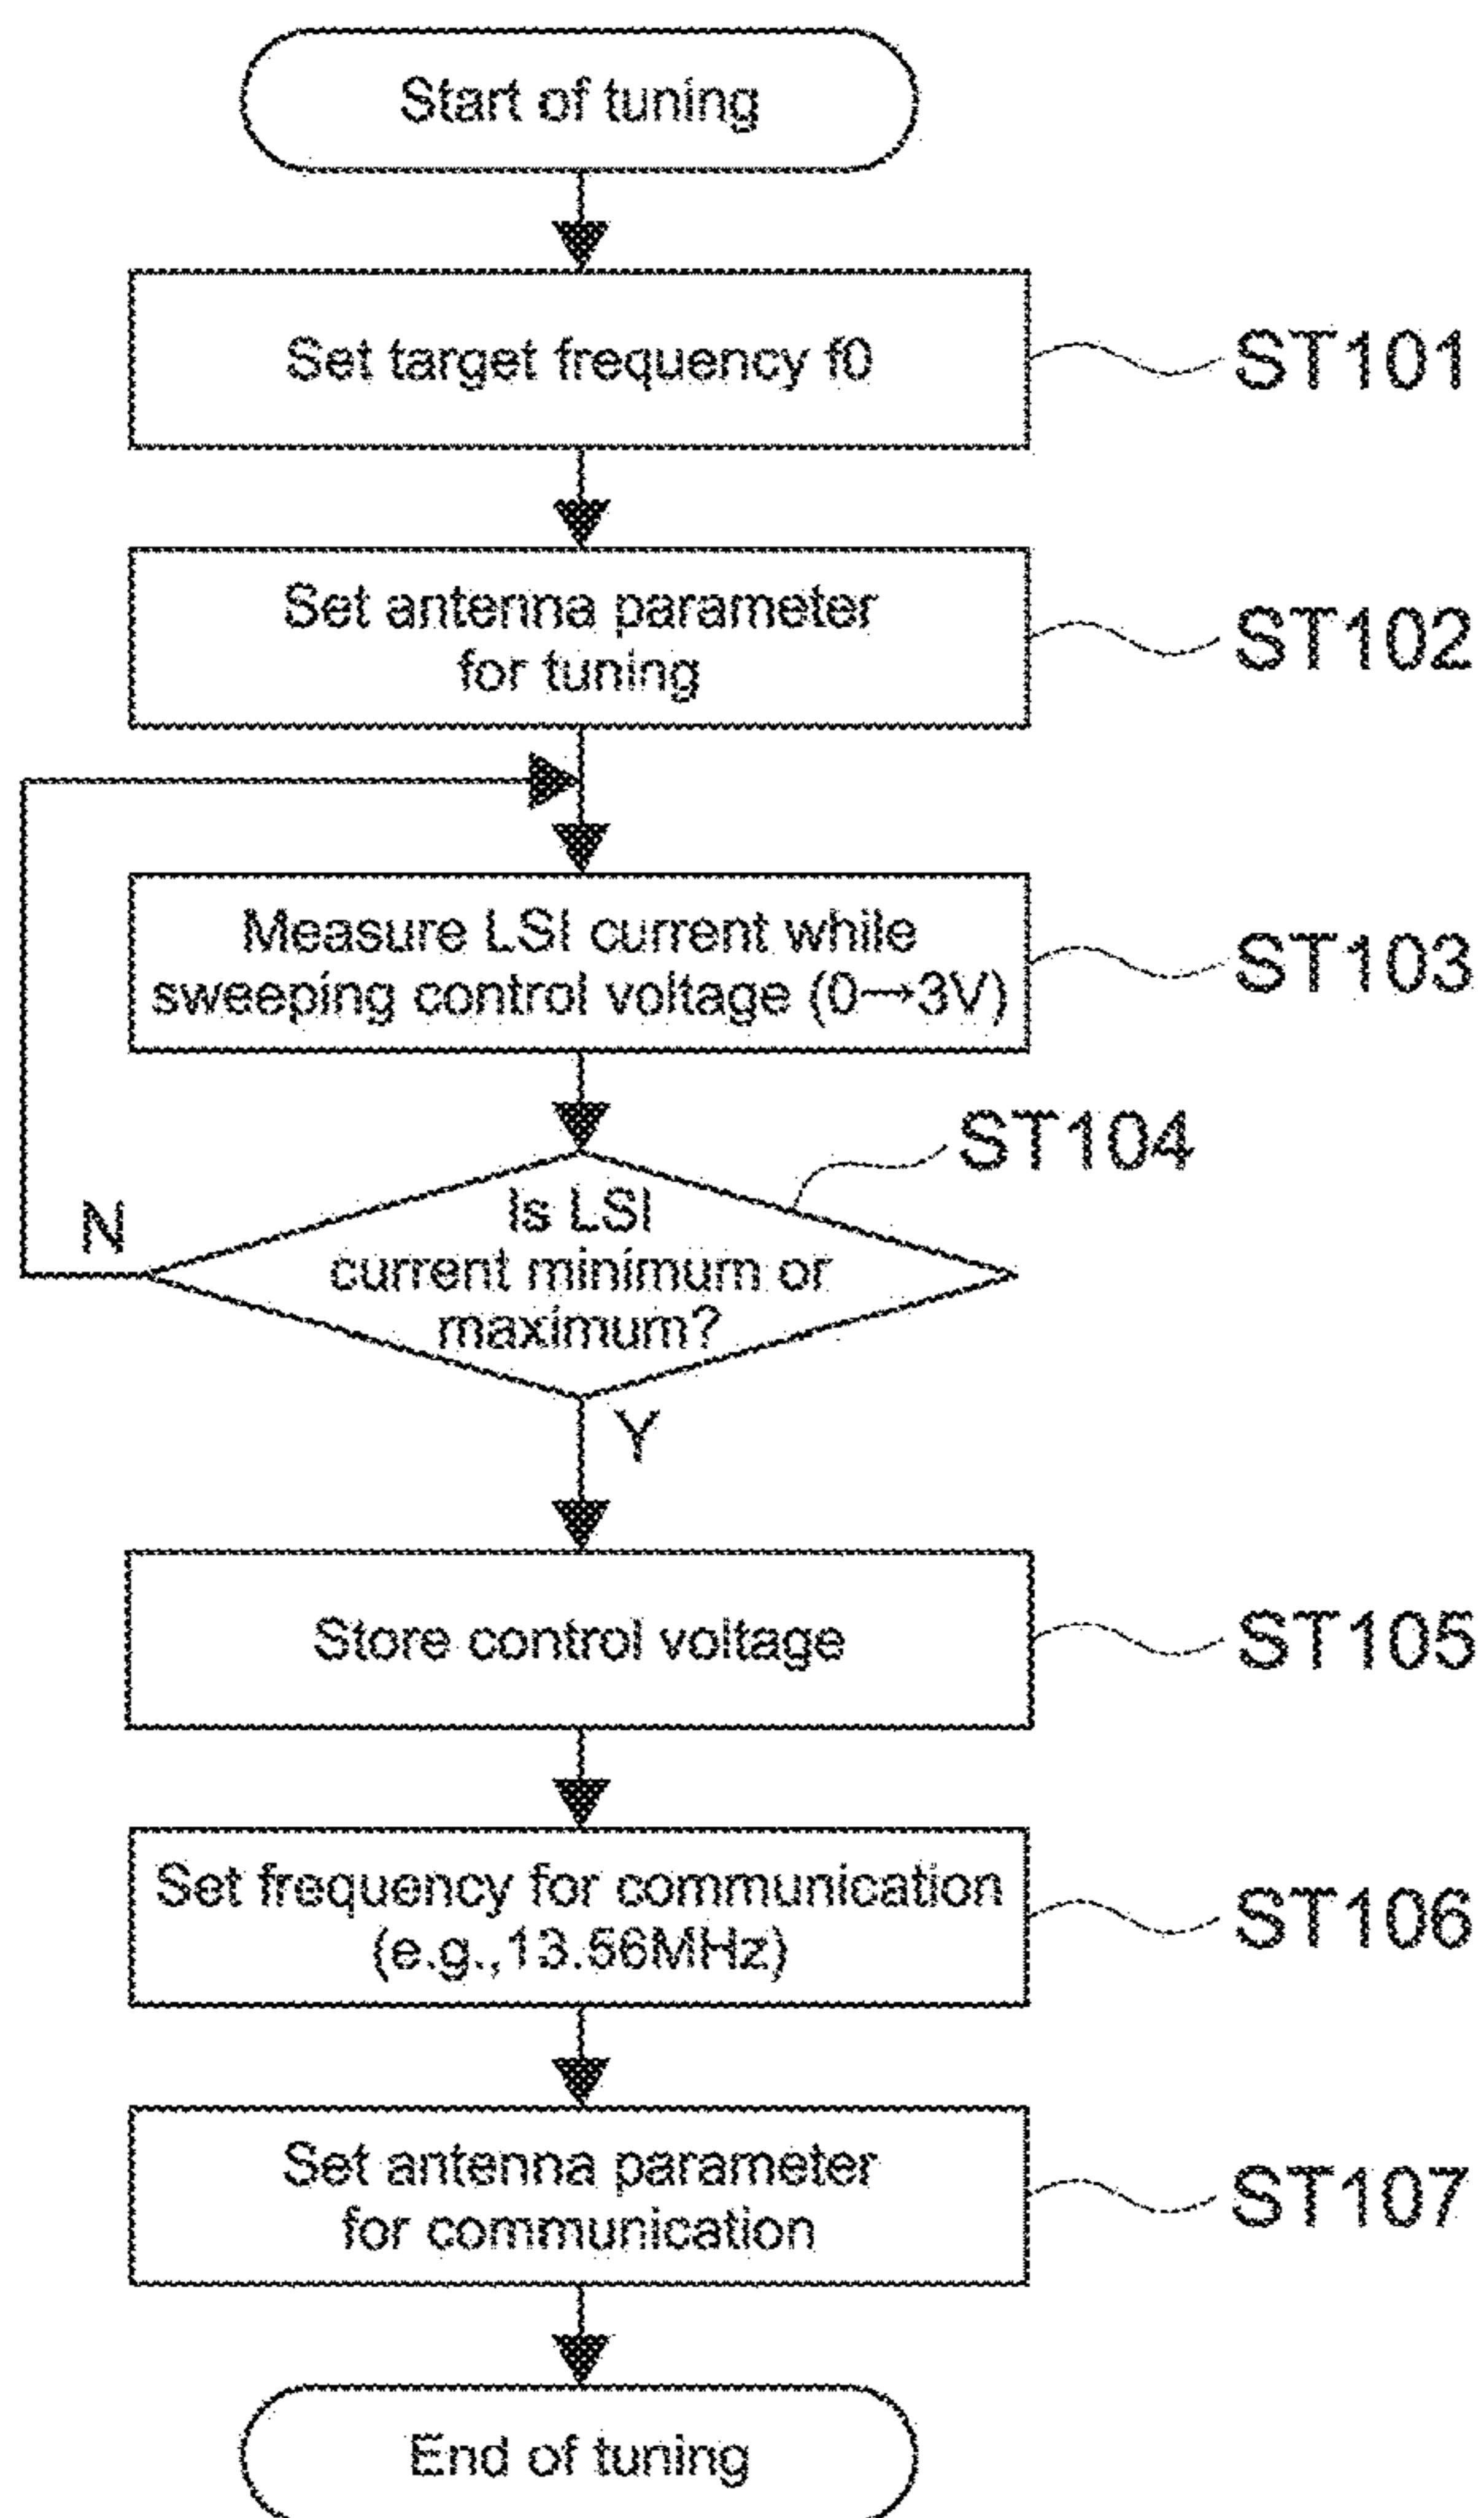 Start of tuning
Set target frequency f0
ST101
Set antenna parameter
for tuning
ST102
Measure LSI current while
sweeping control voltage (0→3V)
ST103
ST104
Is LSI
current minimum or
maximum?
N
Y
Store control voltage
ST105
Set frequency for communication
(e.g.,13.56MHz)
ST106
Set antenna parameter
for communication
ST107
End of tuning